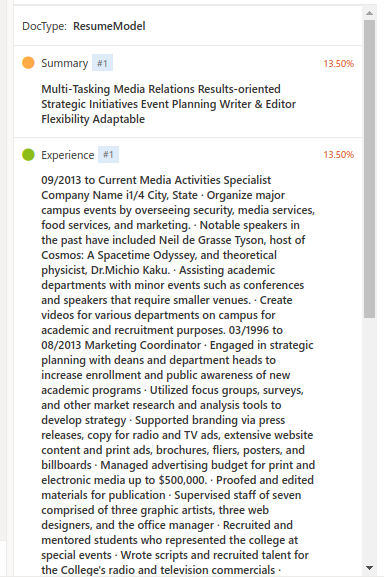 DocType: ResumeModel
Summary #1 13.50%
Multi-Tasking Media Relations Results-oriented
Strategic Initiatives Event Planning Writer & Editor
Flexibility Adaptable
Experience #1 13.50%
09/2013 to Current Media Activities Specialist
Company Name i1/4 City, State · Organize major
campus events by overseeing security, media services,
food services, and marketing. · Notable speakers in
the past have included Neil de Grasse Tyson, host of
Cosmos: A Spacetime Odyssey, and theoretical
physicist, Dr.Michio Kaku. · Assisting academic
departments with minor events such as conferences
and speakers that require smaller venues. · Create
videos for various departments on campus for
academic and recruitment purposes. 03/1996 to
08/2013 Marketing Coordinator · Engaged in strategic
planning with deans and department heads to
increase enrollment and public awareness of new
academic programs · Utilized focus groups, surveys,
and other market research and analysis tools to
develop strategy · Supported branding via press
releases, copy for radio and TV ads, extensive website
content and print ads, brochures, fliers, posters, and
billboards · Managed advertising budget for print and
electronic media up to $500,000. · Proofed and edited
materials for publication · Supervised staff of seven
comprised of three graphic artists, three web
designers, and the office manager · Recruited and
mentored students who represented the college at
special events · Wrote scripts and recruited talent for
the College's radio and television commercials ·